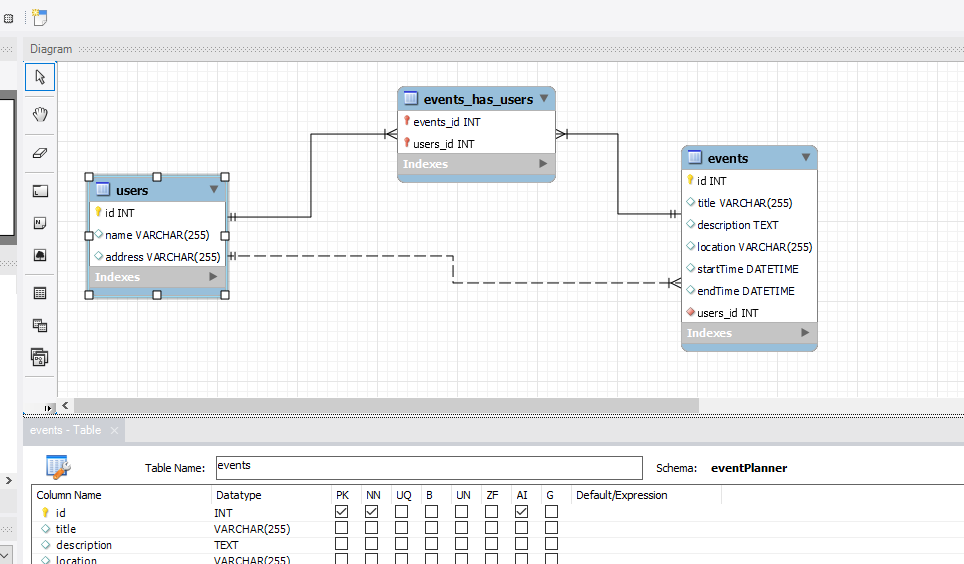 Diagram
events_has_users
events_id INT
users_id INT
Indexes
users
id INT
name VARCHAR(255)
address VARCHAR(255)
Indexes
events
id INT
title VARCHAR(255)
description TEXT
location VARCHAR(255)
startTime DATETIME
endTime DATETIME
users_id INT
Indexes
events - Table
Table Name: events Schema: eventPlanner
Column Name Datatype PK NN UQ B UN ZF AI G Default/Expression
id INT
title VARCHAR(255)
description TEXT
location VARCHAR(255)